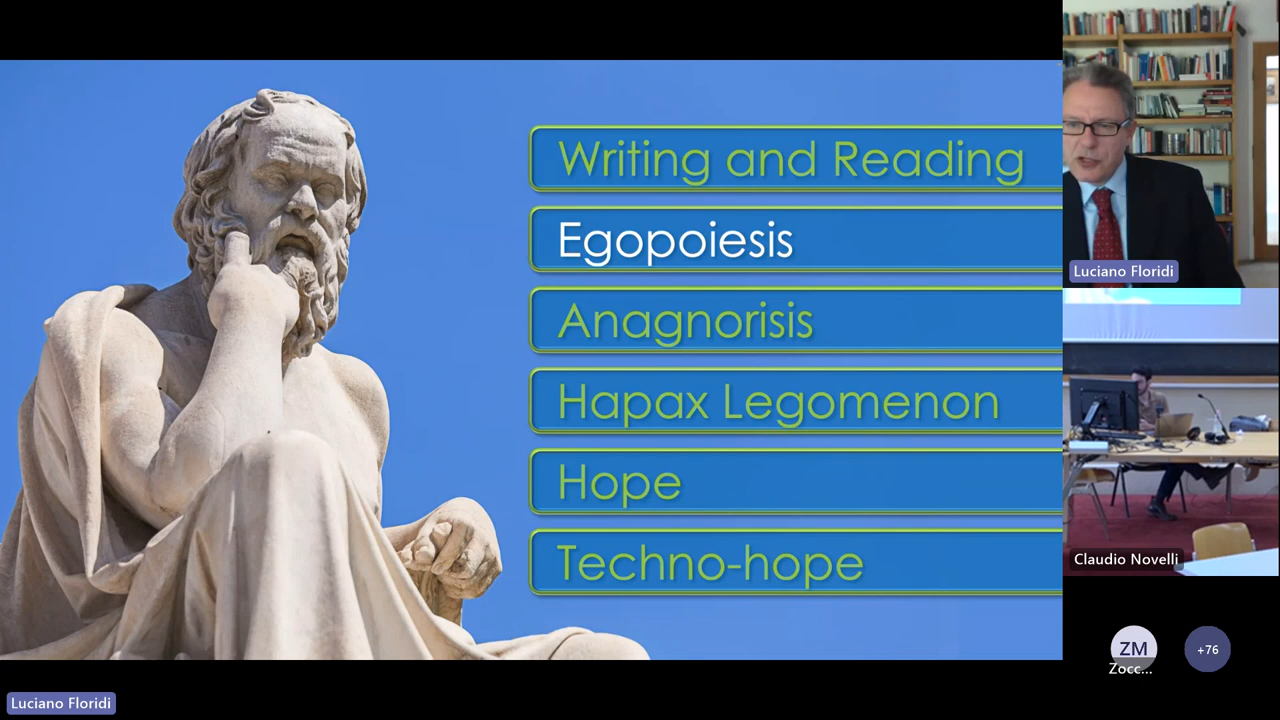 Writing and Reading
Egopoiesis
Anagnorisis
Hapax Legomenon
Hope
Techno-hope
Luciano Floridi
Claudio Novelli
ZM
Zocc...
+76
Luciano Floridi